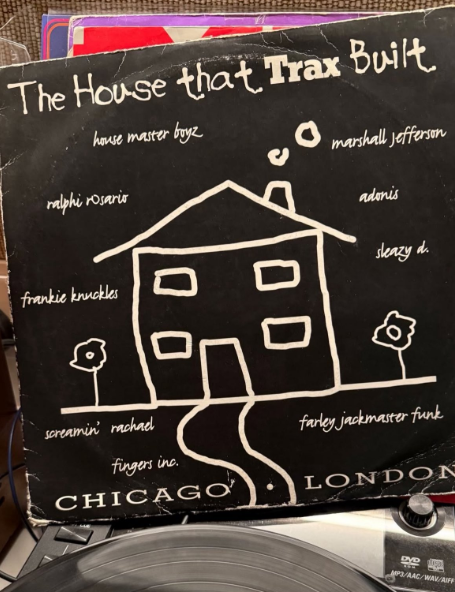 The House that Trax Built
house master boyz
marshall jefferson
ralphi rosario
adonis
sleazy d.
frankie knuckles
screamin' rachael
farley jackmaster funk
fingers inc.
CHICAGO • LONDON
DVD
MP3/AAC/WAV/AIFF